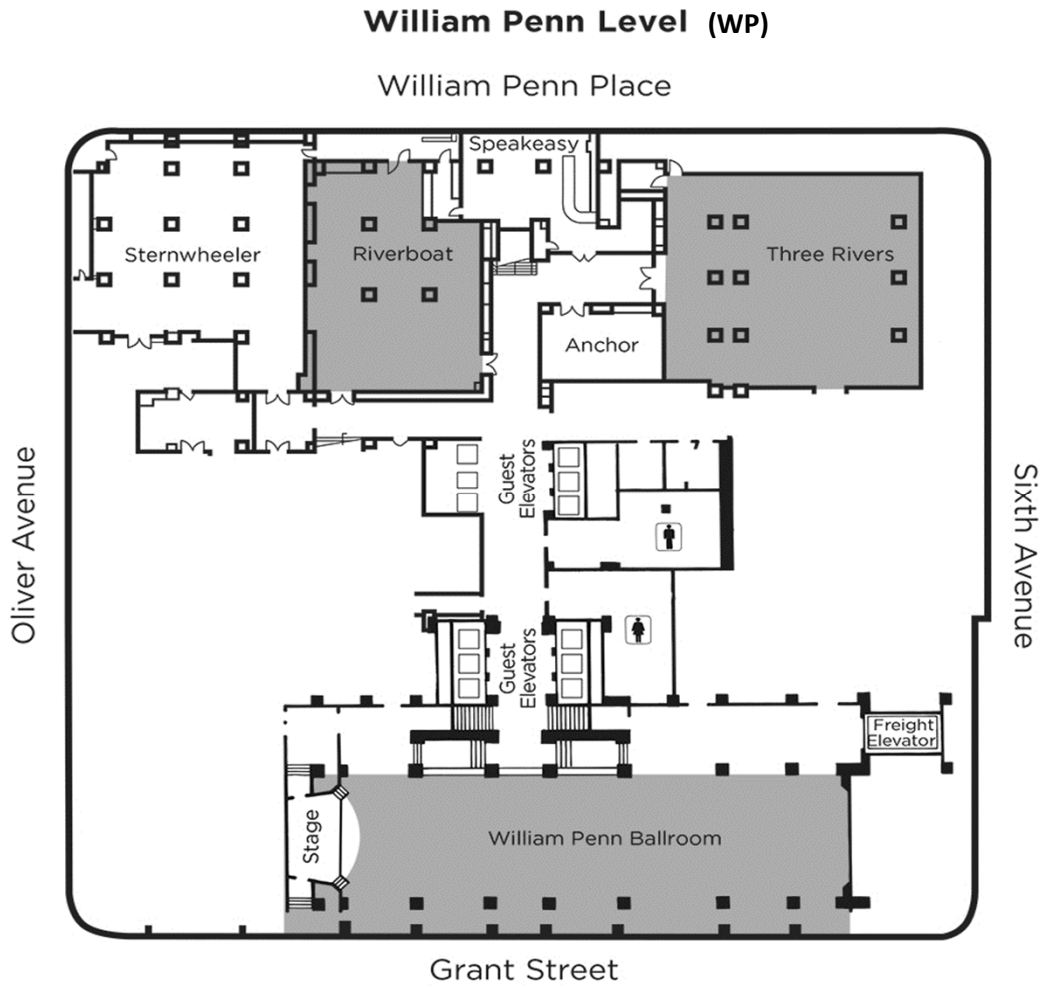 William Penn Level (WP)
William Penn Place
Speakeasy
Sternwheeler
Riverboat
Three Rivers
Anchor
Oliver Avenue
Sixth Avenue
Guest
Elevators
Guest
Elevators
Freight
Elevator
Stage
William Penn Ballroom
Grant Street